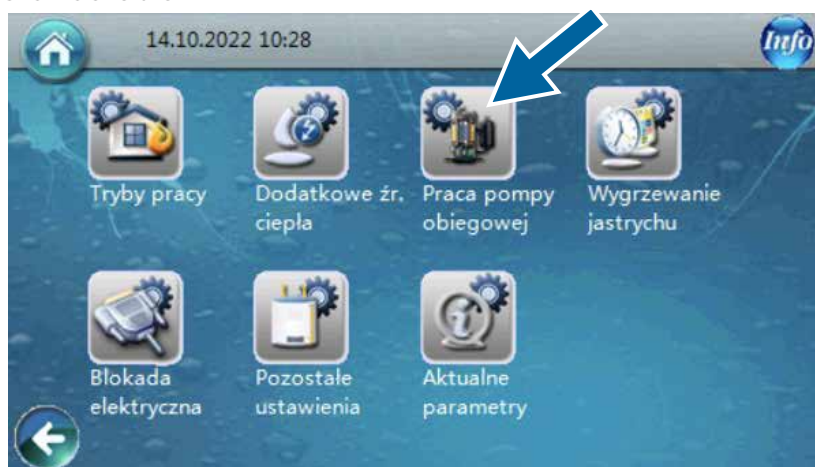 14.10.2022 10:28
Info
Tryby pracy
Dodatkowe źr.
ciepła
Praca pompy
obiegowej
Wygrzewanie
jastrychu
Blokada
elektryczna
Pozostałe
ustawienia
Aktualne
parametry